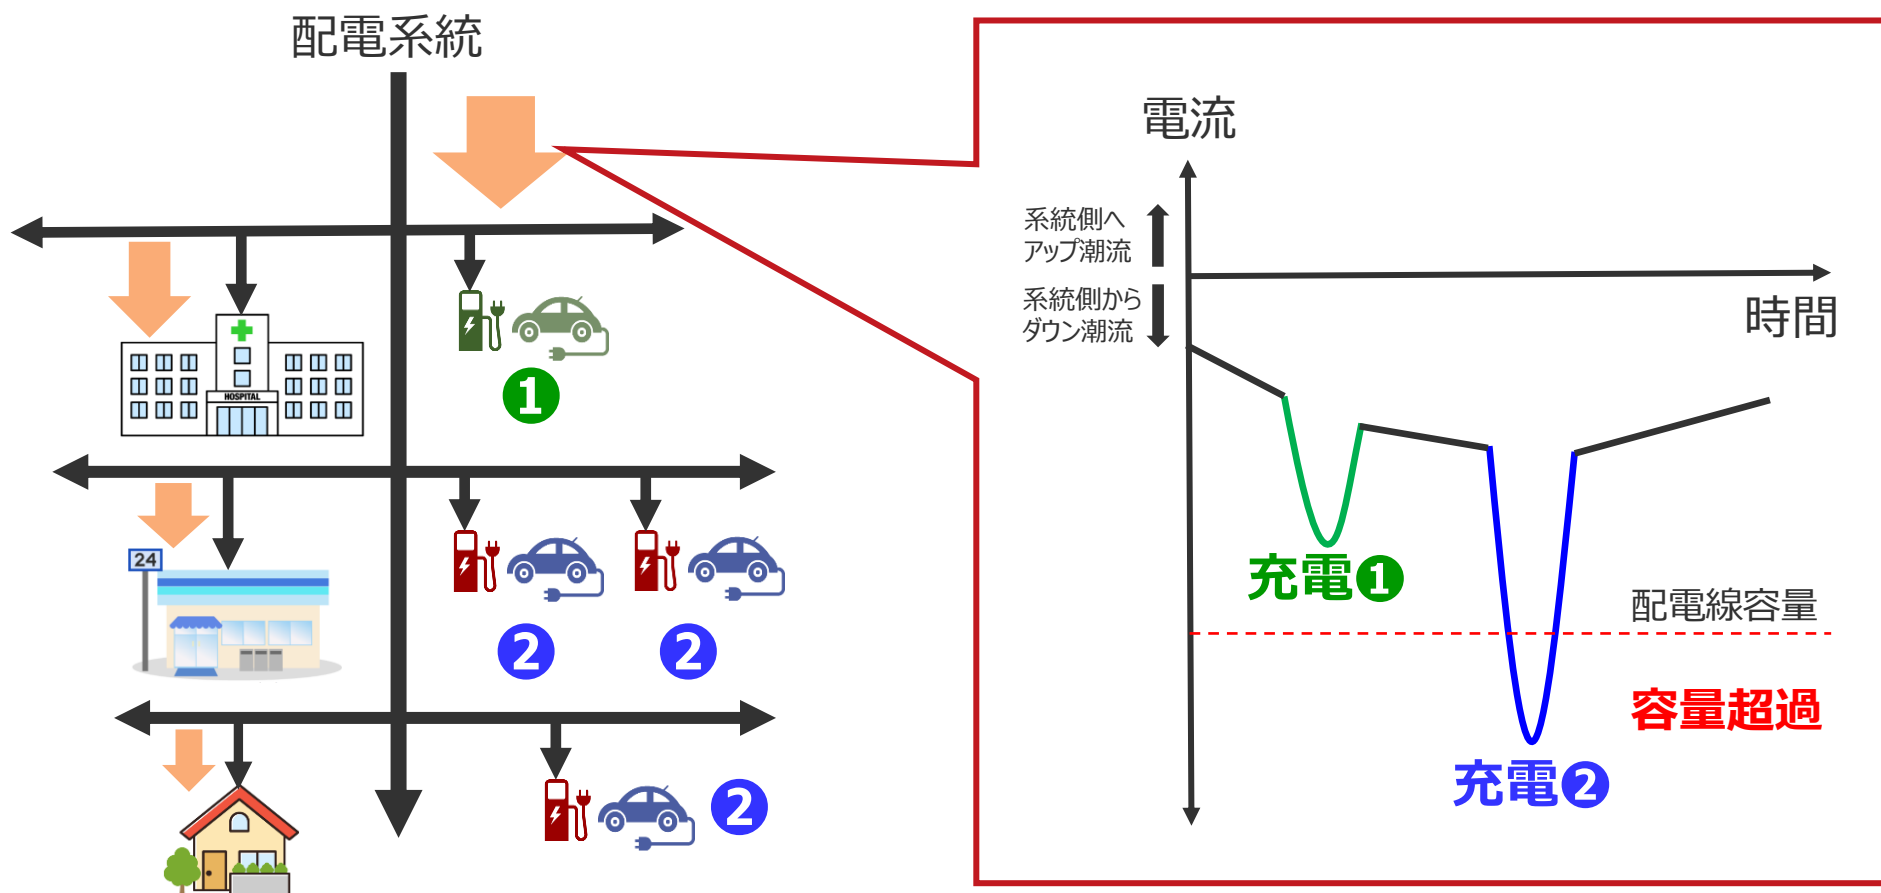 配電系統
HOSPITAL
❶
24
❷
❷
❷
電流
系統側へ
アップ潮流
系統側から
ダウン潮流
時間
充電❶
配電線容量
容量超過
充電❷